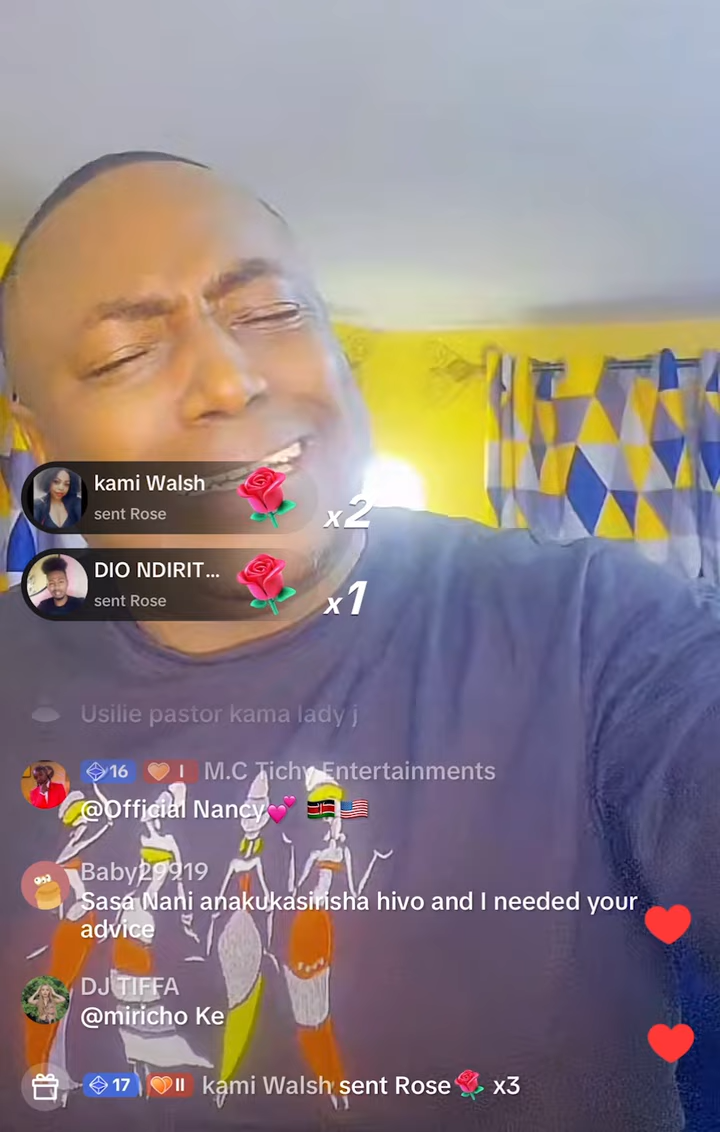 kami Walsh
sent Rose
x2
DIO NDIRIT...
sent Rose
x1
Usilie pastor kama lady j
16 I M.C Tichy Entertainments
@Official Nancy💕 🇰🇪🇺🇸
Baby29919
Sasa Nani anakukasirisha hivo and I needed your
advice
DJ TIFFA
@miricho Ke
17 II kami Walsh sent Rose🌹 x3